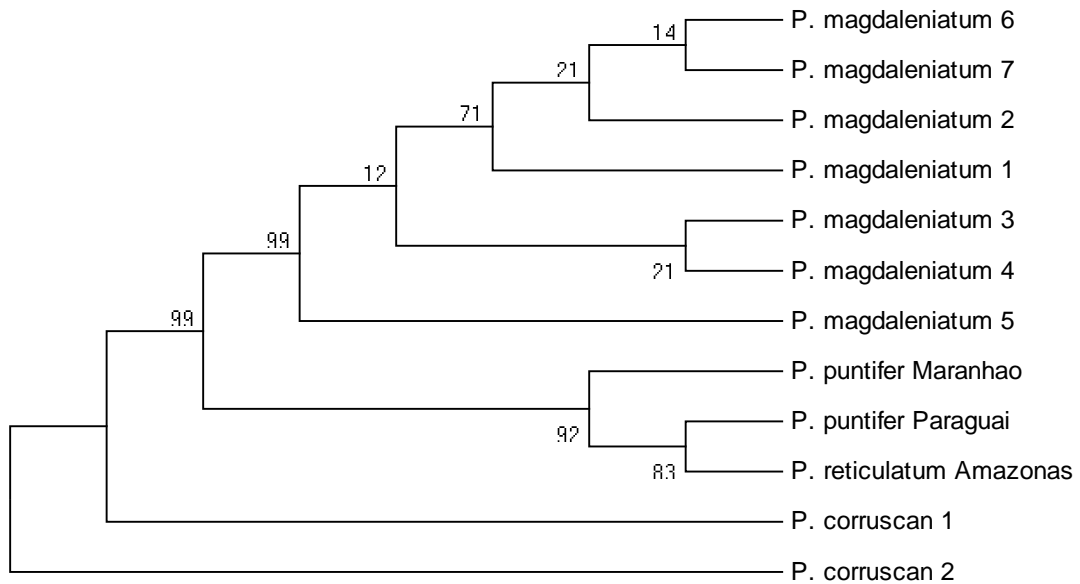 14
P. magdaleniatum 6
P. magdaleniatum 7
21
P. magdaleniatum 2
71
P. magdaleniatum 1
12
P. magdaleniatum 3
P. magdaleniatum 4
21
99
P. magdaleniatum 5
99
P. puntifer Maranhao
P. puntifer Paraguai
92
P. reticulatum Amazonas
83
P. corruscan 1
P. corruscan 2